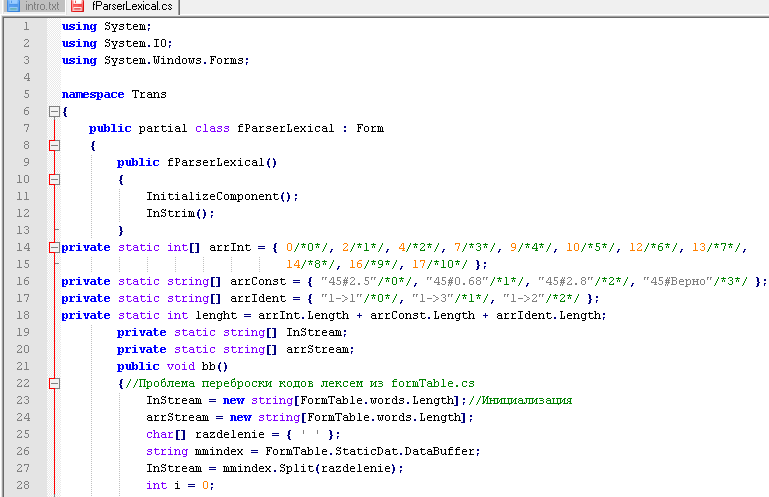 intro.txt fParserLexical.cs
1 using System;
2 using System.IO;
3 using System.Windows.Forms;
4
5 namespace Trans
6 {
7 public partial class fParserLexical : Form
8 {
9 public fParserLexical()
10 {
11 InitializeComponent();
12 InStrim();
13 }
14 private static int[] arrInt = { 0/*0*/, 2/*1*/, 4/*2*/, 7/*3*/, 9/*4*/, 10/*5*/, 12/*6*/, 13/*7*/,
15 14/*8*/, 16/*9*/, 17/*10*/ };
16 private static string[] arrConst = { "45#2.5"/*0*/, "45#0.68"/*1*/, "45#2.8"/*2*/, "45#Верно"/*3*/ };
17 private static string[] arrIdent = { "1->1"/*0*/, "1->3"/*1*/, "1->2"/*2*/ };
18 private static int lenght = arrInt.Length + arrConst.Length + arrIdent.Length;
19 private static string[] InStream;
20 private static string[] arrStream;
21 public void bb()
22 {//Проблема переброски кодов лексем из formTable.cs
23 InStream = new string[FormTable.words.Length];//Инициализация
24 arrStream = new string[FormTable.words.Length];
25 char[] razdelenie = { ' ' };
26 string mmindex = FormTable.StaticDat.DataBuffer;
27 InStream = mmindex.Split(razdelenie);
28 int i = 0;